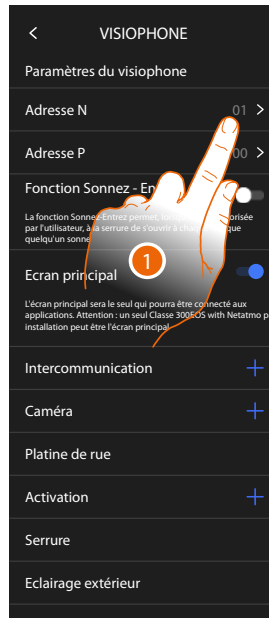 VISIOPHONE
Paramètres du visiophone
Adresse N 01
Adresse P 00
Fonction Sonnez - En
La fonction Sonnez-Entrez permet, orisée
par l'utilisateur, à la serrure de s'ouvrir à que
quelqu'un sonne
1
Ecran principal
L'écran principal sera le seul qui pourra être connecté aux
applications. Attention : un seul Classe 300EOS with Netatmo p
installation peut être l'écran principal
Intercommunication
Caméra
Platine de rue
Activation
Serrure
Eclairage extérieur